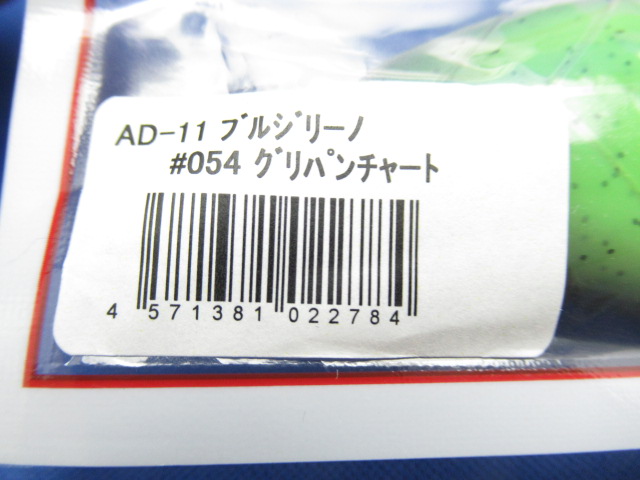 AD-11 ﾌﾞﾙｼﾞﾘｰﾉ
#054 ｸﾞﾘﾊﾟﾝﾁｬｰﾄ
4 571381 022784